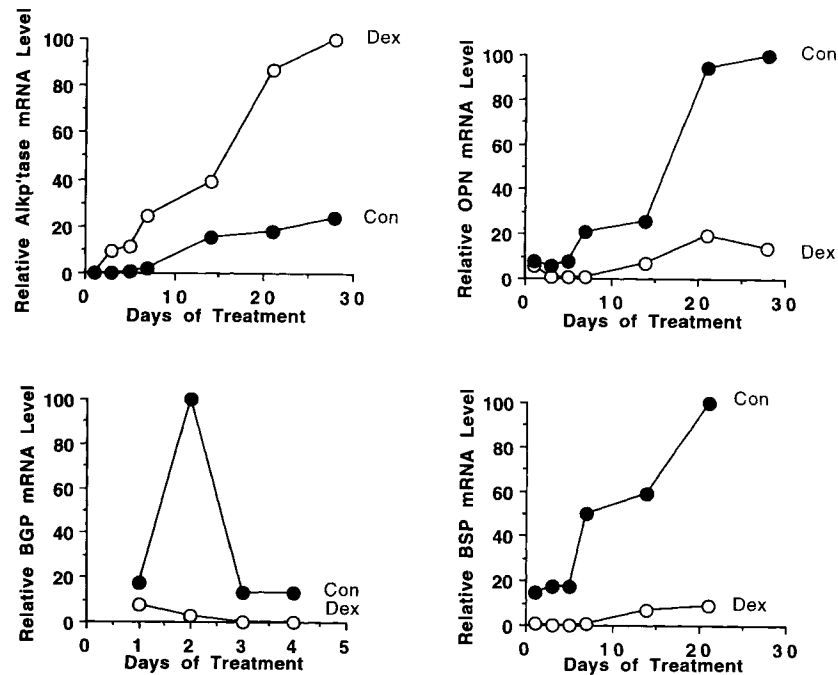 Relative Alkp'tase mRNA Level
100
80
60
40
20
0
0 10 20 30
Days of Treatment
Dex
Con
Relative OPN mRNA Level
100
80
60
40
20
0
0 10 20 30
Days of Treatment
Con
Dex
Relative BGP mRNA Level
100
80
60
40
20
0
0 1 2 3 4 5
Days of Treatment
Con
Dex
Relative BSP mRNA Level
100
80
60
40
20
0
0 10 20 30
Days of Treatment
Con
Dex